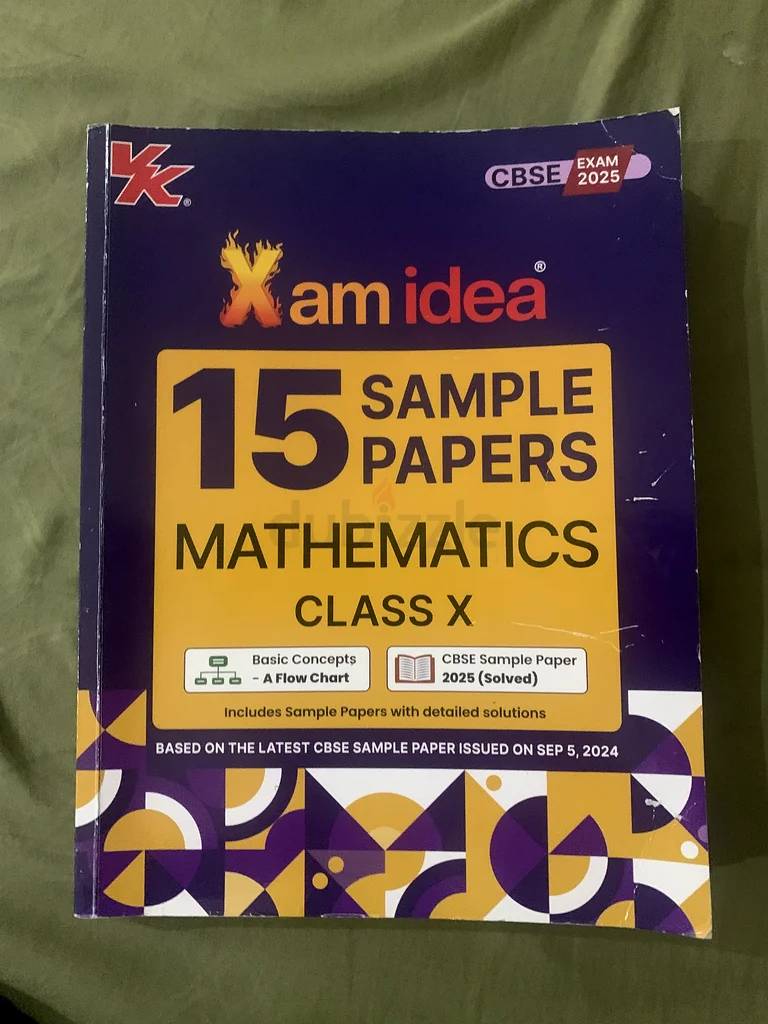 VK®
CBSE EXAM 2025
Xam idea®
15 SAMPLE PAPERS
dubizzle
MATHEMATICS
CLASS X
Basic Concepts
- A Flow Chart
CBSE Sample Paper
2025 (Solved)
Includes Sample Papers with detailed solutions
BASED ON THE LATEST CBSE SAMPLE PAPER ISSUED ON SEP 5, 2024